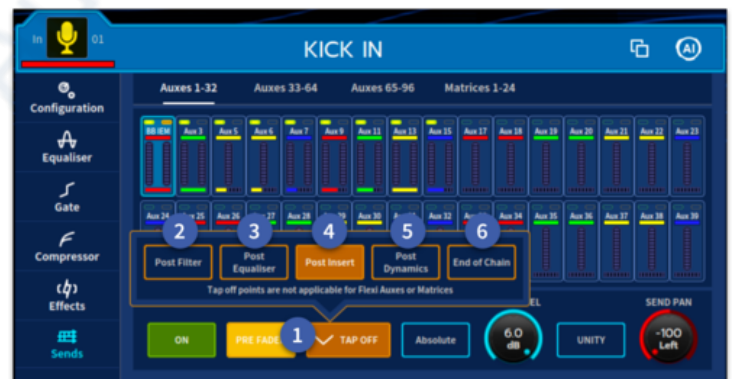 In 01
KICK IN
AI
Configuration
Equaliser
Gate
Compressor
Effects
Sends
Auxes 1-32 Auxes 33-64 Auxes 65-96 Matrices 1-24
BB IEM Aux 3 Aux 5 Aux 6 Aux 7 Aux 9 Aux 11 Aux 13 Aux 15 Aux 17 Aux 18 Aux 19 Aux 20 Aux 21 Aux 22 Aux 23
Aux 24 25 Aux 26 27 Aux 28 Aux 30 Aux 32 Aux 34 Aux 35 Aux 36 Aux 37 Aux 38 Aux 39
2 3 4 5 6
Post Filter
Post
Equaliser
Post Insert
Post
Dynamics
End of Chain
Tap off points are not applicable for Flexi Auxes or Matrices
EL
SEND PAN
ON
PRE FADE
1
TAP OFF
Absolute
6.0
dB
UNITY
-100
Left